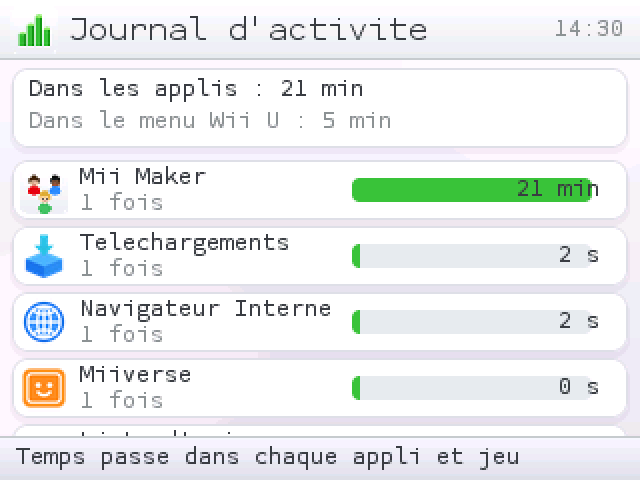 Journal d'activite
14:30
Dans les applis : 21 min
Dans le menu Wii U : 5 min
Mii Maker
21 min
1 fois
Telechargements
2 s
1 fois
Navigateur Interne
2 s
1 fois
Miiverse
0 s
1 fois
Temps passe dans chaque appli et jeu